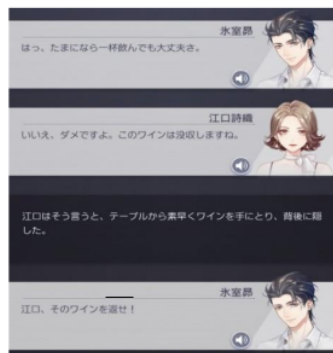 氷室昴
はっ、たまになら一杯飲んでも大丈夫さ。
江口詩織
いいえ、ダメですよ。このワインは没収しますね。
江口はそう言うと、テーブルから素早くワインを手にとり、背後に隠
した。
氷室昴
江口、そのワインを返せ！